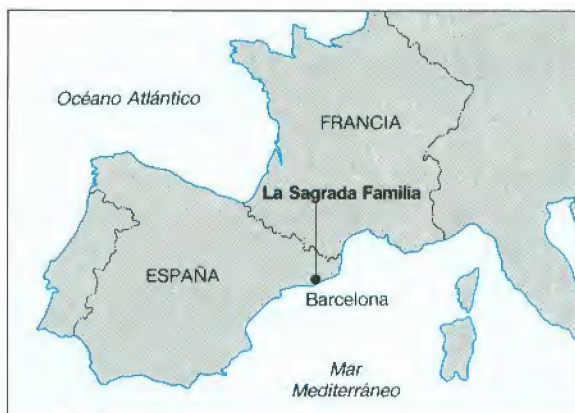 Océano Atlántico
FRANCIA
La Sagrada Familia
ESPAÑA
Barcelona
Mar
Mediterráneo